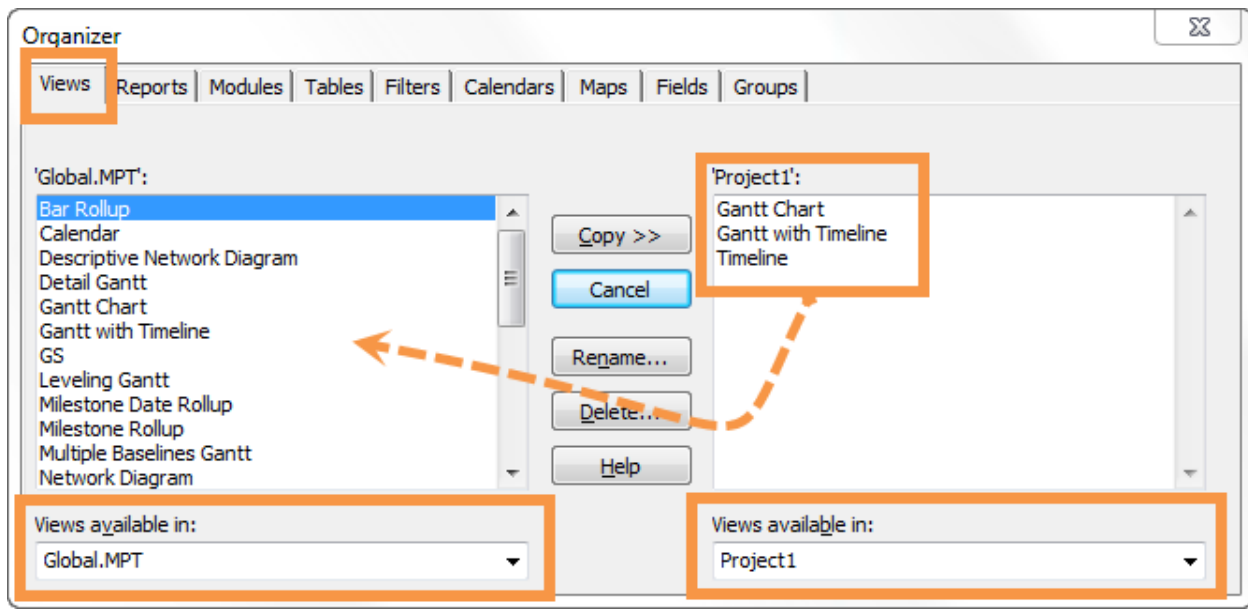 Organizer
Views Reports Modules Tables Filters Calendars Maps Fields Groups
'Global.MPT':
Bar Rollup
Calendar
Descriptive Network Diagram
Detail Gantt
Gantt Chart
Gantt with Timeline
GS
Leveling Gantt
Milestone Date Rollup
Milestone Rollup
Multiple Baselines Gantt
Network Diagram
Copy >>
Cancel
Rename...
Delete...
Help
'Project1':
Gantt Chart
Gantt with Timeline
Timeline
Views available in:
Global.MPT
Views available in:
Project1